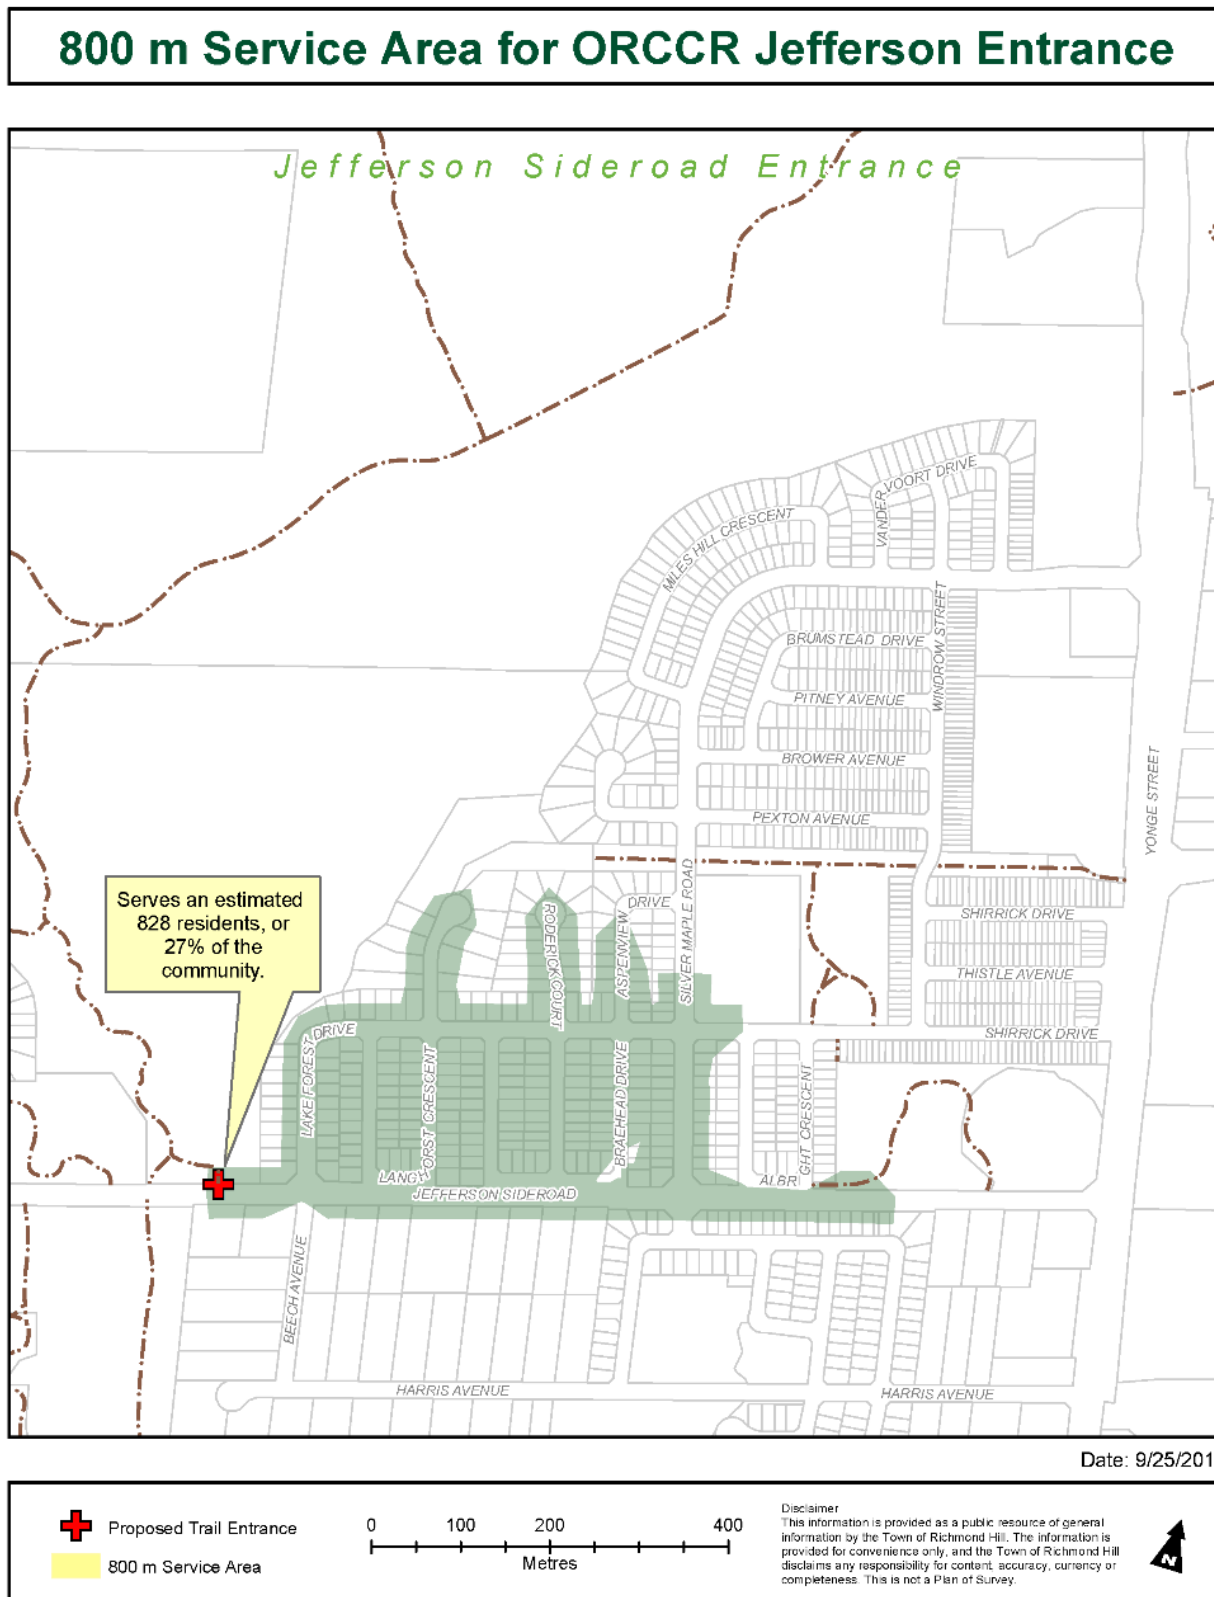 800 m Service Area for ORCCR Jefferson Entrance
Jefferson Sideroad Entrance
VANDERVOORT DRIVE
MILES HILL CRESCENT
WINDROW STREET
BRUMSTEAD DRIVE
PITNEY AVENUE
BROWER AVENUE
YONGE STREET
PEXTON AVENUE
SILVER MAPLE ROAD
Serves an estimated
828 residents, or
27% of the
community.
RODERICK COURT
ASPENVIEW DRIVE
SHIRRICK DRIVE
THISTLE AVENUE
SHIRRICK DRIVE
LAKE FOREST DRIVE
LANGHORST CRESCENT
BRAEHEAD DRIVE
ALBRIGHT CRESCENT
JEFFERSON SIDEROAD
BEECH AVENUE
HARRIS AVENUE
HARRIS AVENUE
Date: 9/25/201
Proposed Trail Entrance
800 m Service Area
0 100 200 400
Metres
Disclaimer
This information is provided as a public resource of general
information by the Town of Richmond Hill. The information is
provided for convenience only, and the Town of Richmond Hill
disclaims any responsibility for content, accuracy, currency or
completeness. This is not a Plan of Survey.
N